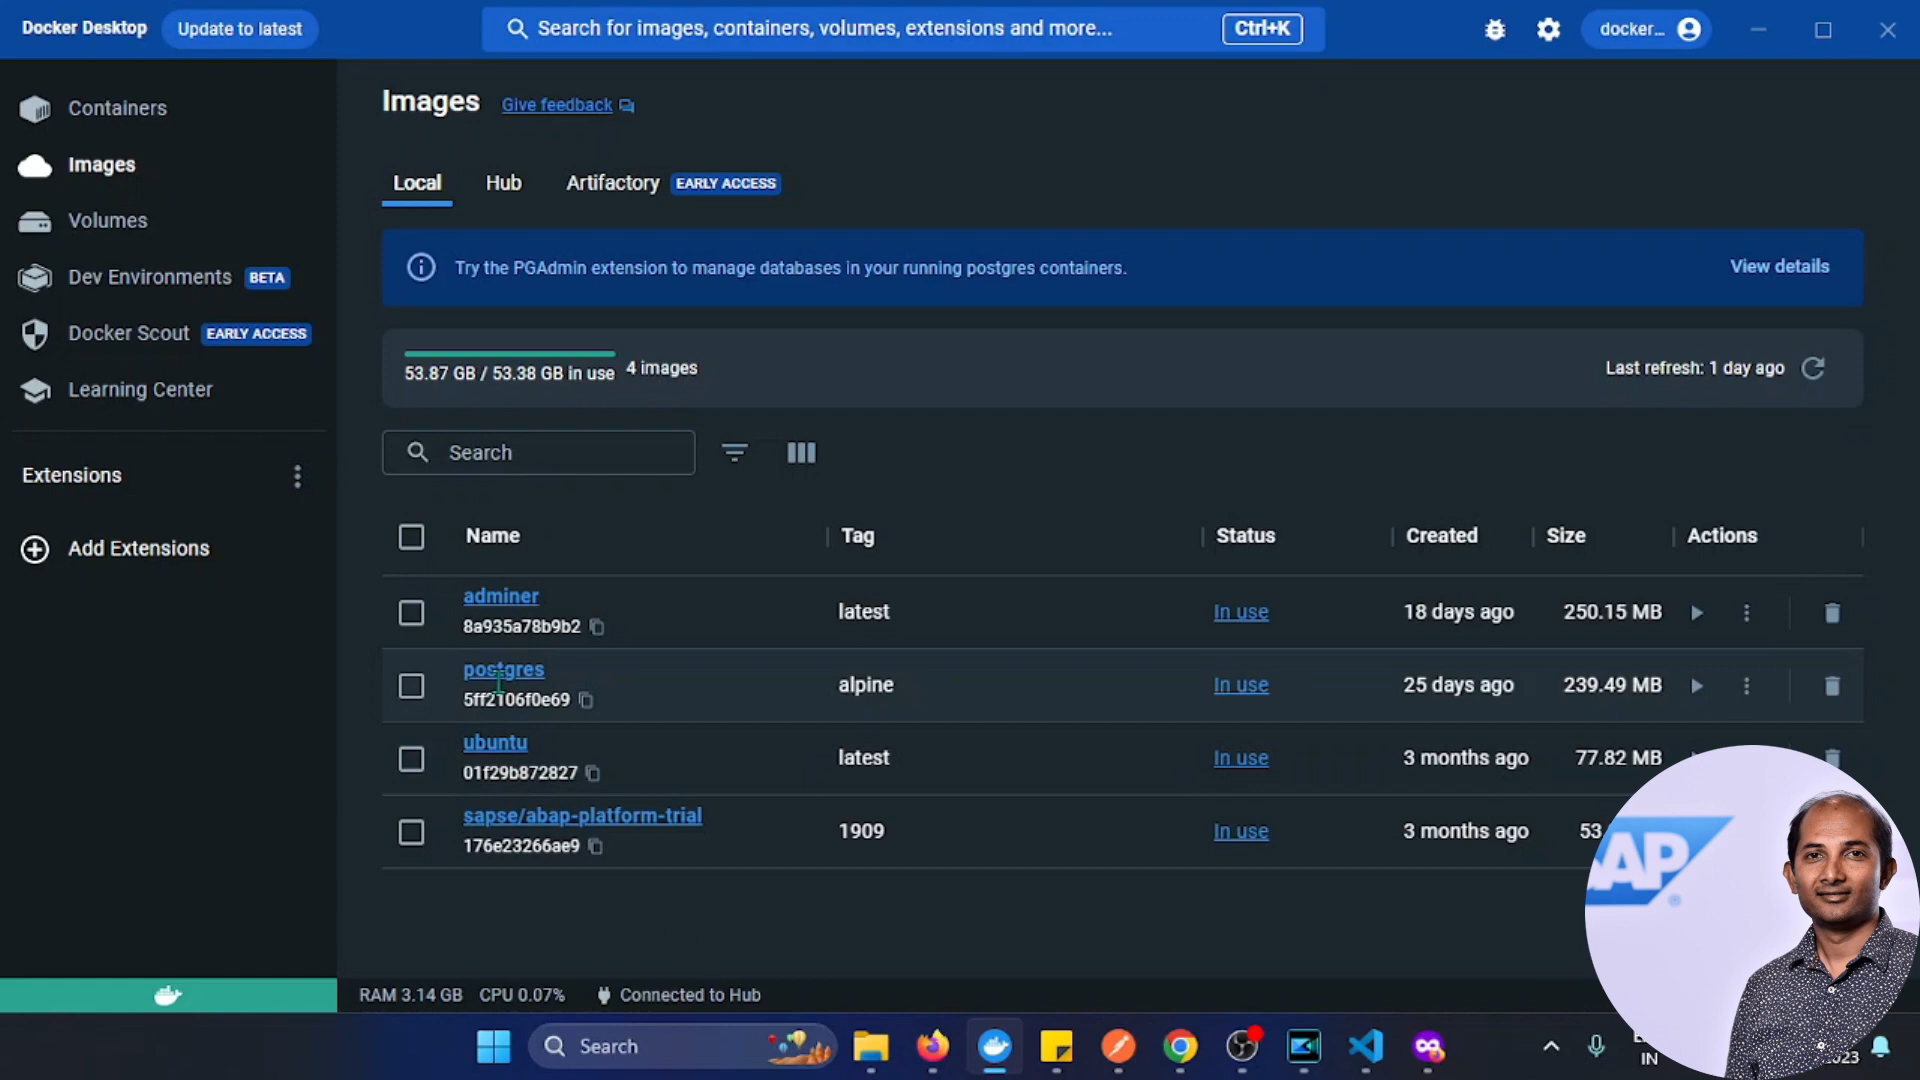 Docker Desktop
Update to latest
Search for images, containers, volumes, extensions and more...
Ctrl+K
docker...
Containers
Images
Volumes
Dev Environments BETA
Docker Scout EARLY ACCESS
Learning Center
Extensions
Add Extensions
Images
Give feedback
Local Hub Artifactory EARLY ACCESS
Try the PGAdmin extension to manage databases in your running postgres containers.
View details
53.87 GB / 53.38 GB in use
4 images
Last refresh: 1 day ago
Search
Name Tag Status Created Size Actions
adminer
8a935a78b9b2
latest In use 18 days ago 250.15 MB
postgres
5ff2106f0e69
alpine In use 25 days ago 239.49 MB
ubuntu
01f29b872827
latest In use 3 months ago 77.82 MB
sapse/abap-platform-trial
176e23266ae9
1909 In use 3 months ago 53.
AP
RAM 3.14 GB CPU 0.07% Connected to Hub
Search
IN
2023